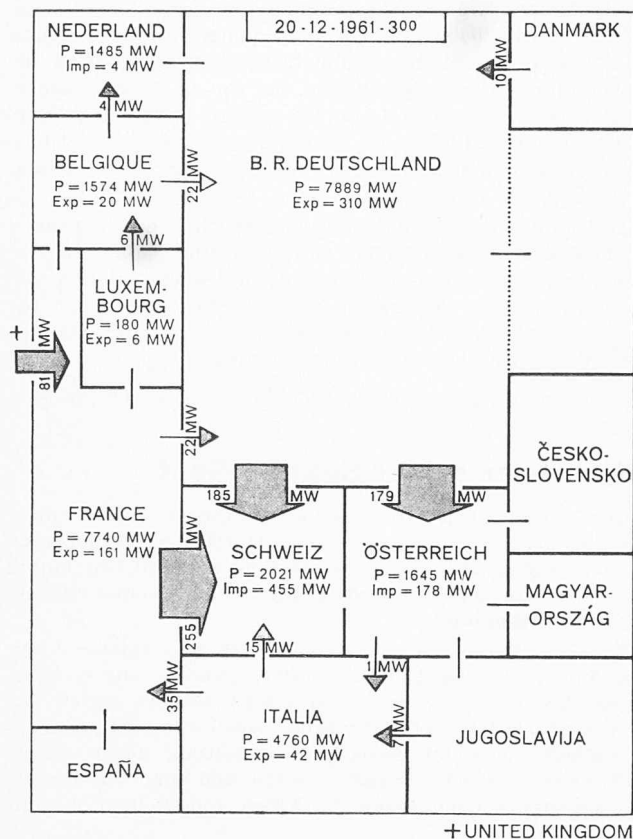 20-12-1961-300
NEDERLAND
P = 1485 MW
Imp = 4 MW
DANMARK
10 MW
4 MW
BELGIQUE
P = 1574 MW
Exp = 20 MW
22 MW
B. R. DEUTSCHLAND
P = 7889 MW
Exp = 310 MW
6 MW
LUXEM-
BOURG
P = 180 MW
Exp = 6 MW
+
81 MW
22 MW
ČESKO-
SLOVENSKO
185 MW
179 MW
FRANCE
P = 7740 MW
Exp = 161 MW
255 MW
SCHWEIZ
P = 2021 MW
Imp = 455 MW
ÖSTERREICH
P = 1645 MW
Imp = 178 MW
MAGYAR-
ORSZÁG
15 MW
1 MW
35 MW
ITALIA
P = 4760 MW
Exp = 42 MW
7 MW
JUGOSLAVIJA
ESPAÑA
+ UNITED KINGDOM